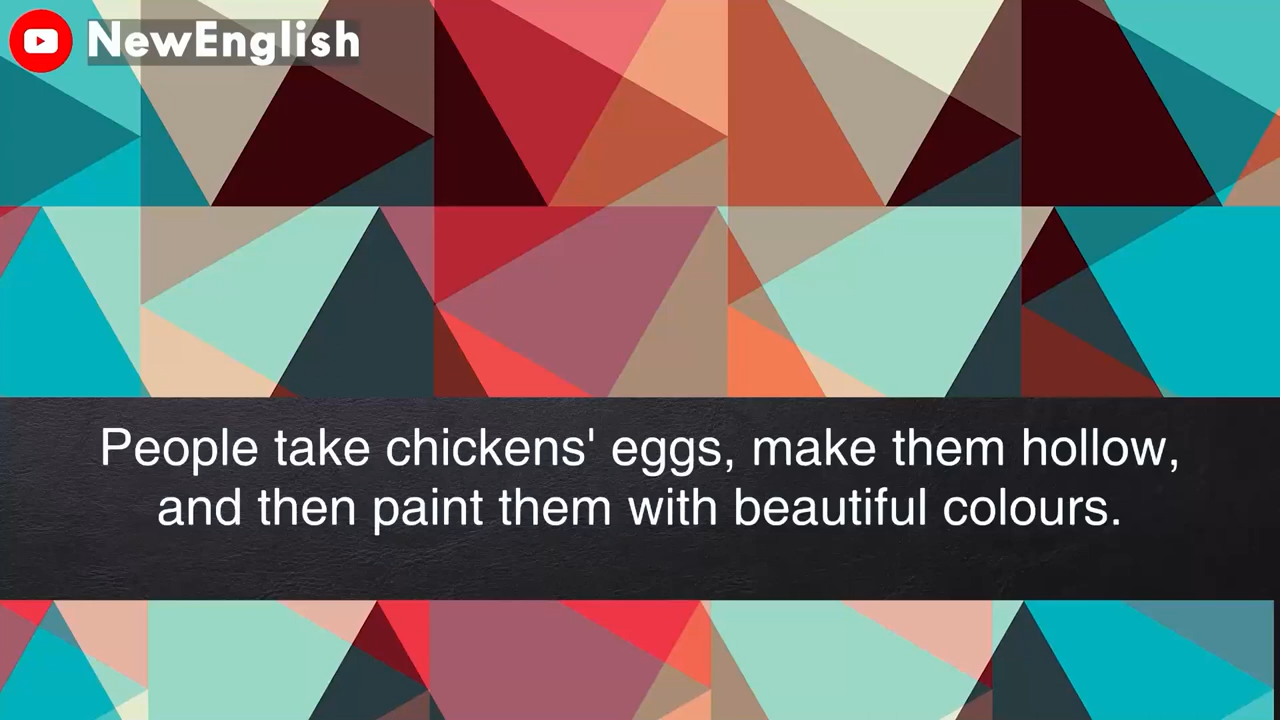 NewEnglish
People take chickens' eggs, make them hollow,
and then paint them with beautiful colours.